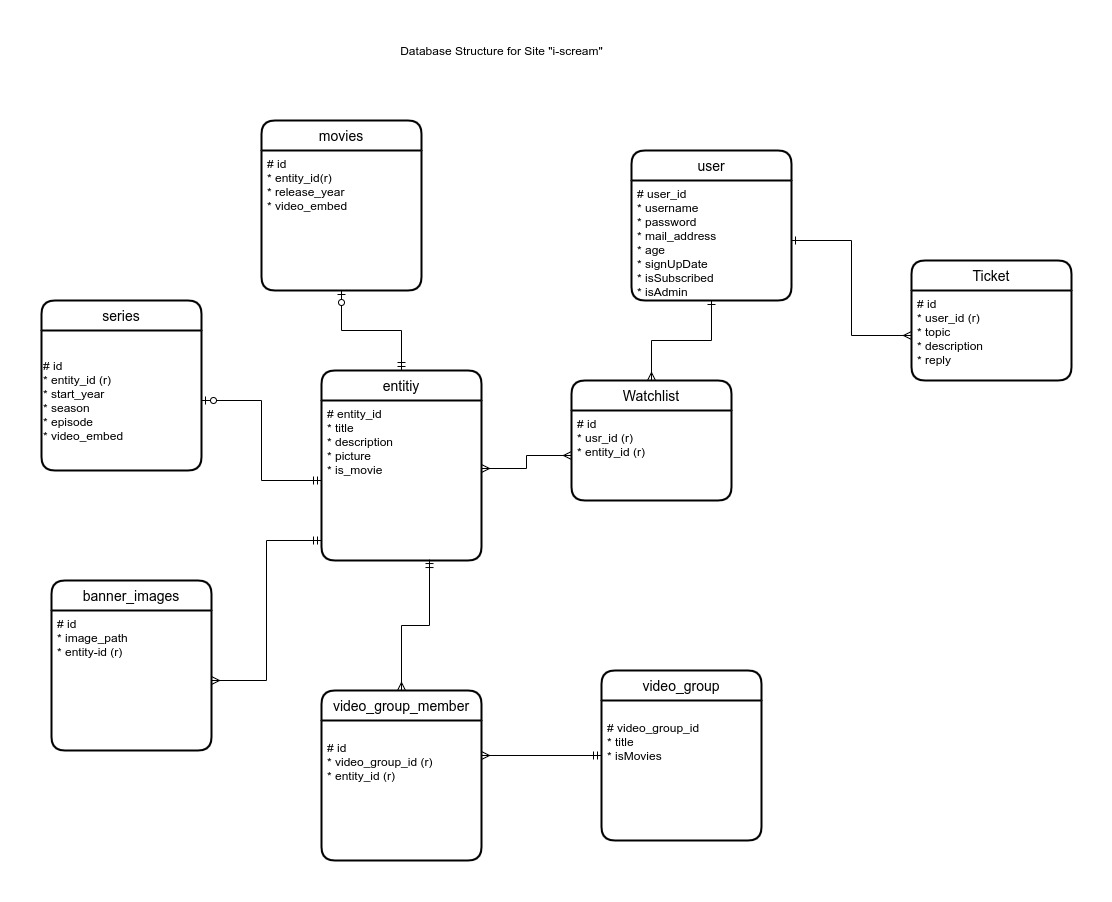 Database Structure for Site "i-scream"
movies
# id
* entity_id(r)
* release_year
* video_embed
user
# user_id
* username
* password
* mail_address
* age
* signUpDate
* isSubscribed
* isAdmin
Ticket
# id
* user_id (r)
* topic
* description
* reply
series
# id
* entity_id (r)
* start_year
* season
* episode
* video_embed
entitiy
# entity_id
* title
* description
* picture
* is_movie
Watchlist
# id
* usr_id (r)
* entity_id (r)
banner_images
# id
* image_path
* entity-id (r)
video_group_member
# id
* video_group_id (r)
* entity_id (r)
video_group
# video_group_id
* title
* isMovies